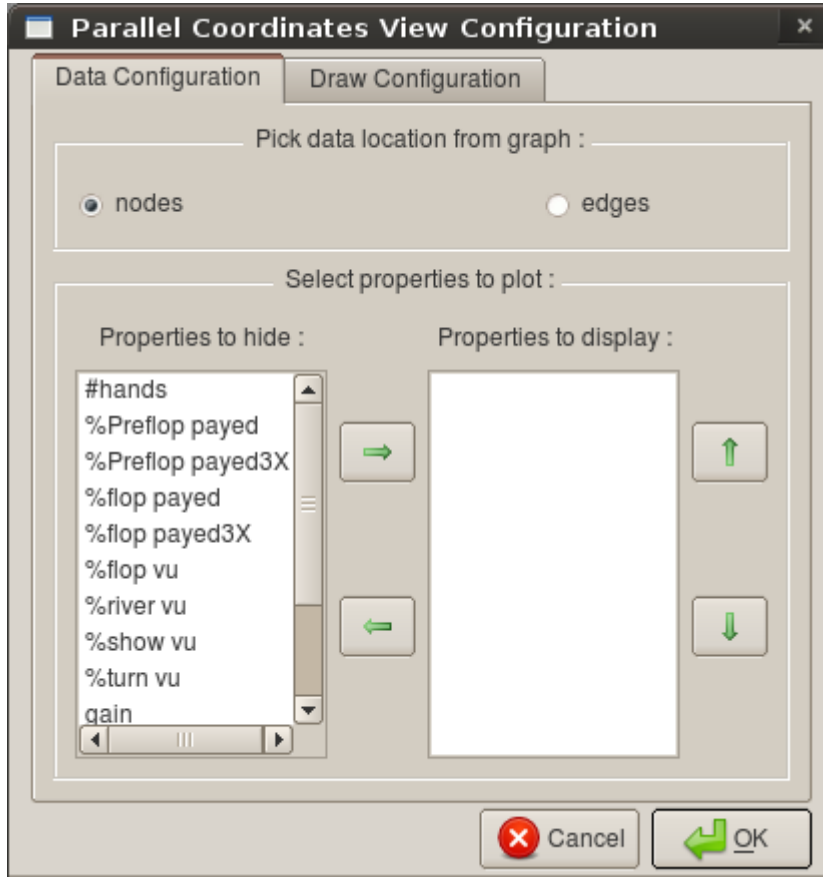 Parallel Coordinates View Configuration
Data Configuration
Draw Configuration
Pick data location from graph :
nodes
edges
Select properties to plot :
Properties to hide :
Properties to display :
#hands
%Preflop payed
%Preflop payed3X
%flop payed
%flop payed3X
%flop vu
%river vu
%show vu
%turn vu
gain
Cancel
OK